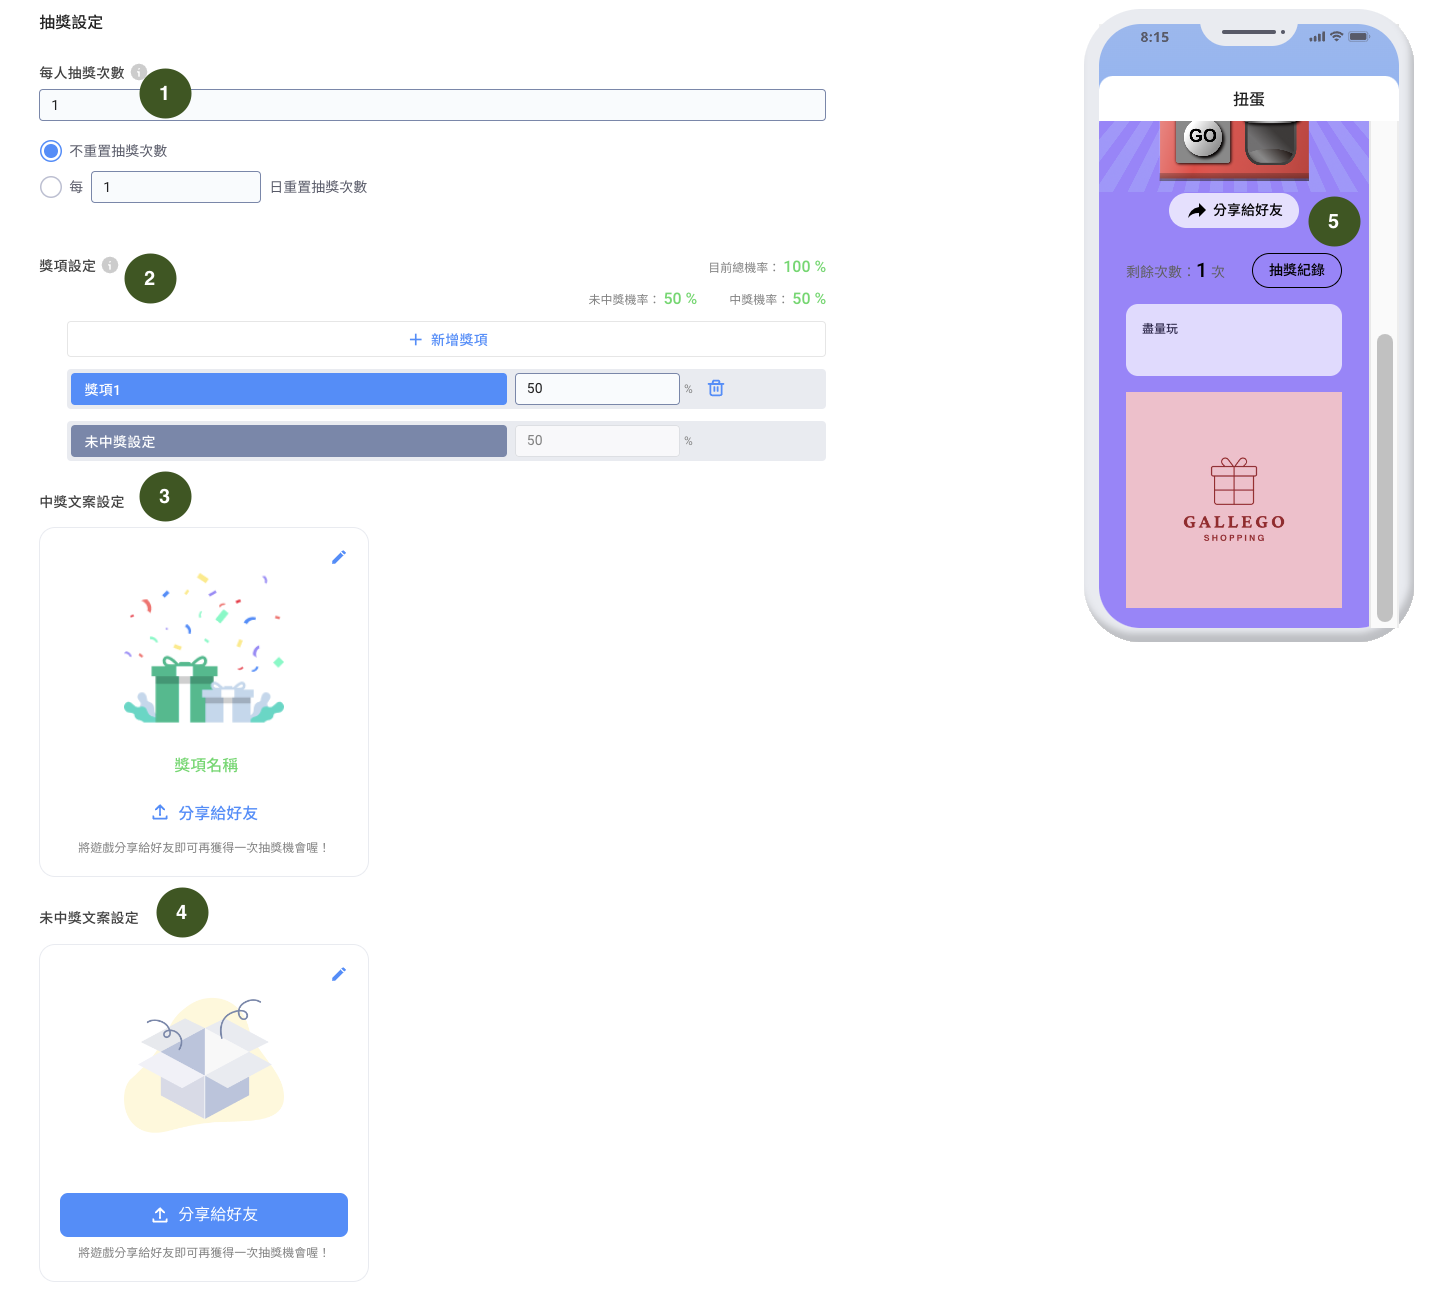 抽獎設定
每人抽獎次數
1
1
不重置抽獎次數
每 1 日重置抽獎次數
獎項設定
2
目前總機率： 100 %
未中獎機率： 50 % 中獎機率： 50 %
+ 新增獎項
獎項1 50 %
未中獎設定 50 %
中獎文案設定
3
獎項名稱
分享給好友
將遊戲分享給好友即可再獲得一次抽獎機會喔！
未中獎文案設定
4
分享給好友
將遊戲分享給好友即可再獲得一次抽獎機會喔！
8:15
扭蛋
GO
分享給好友
5
剩餘次數：1 次 抽獎紀錄
盡量玩
GALLEGO
SHOPPING